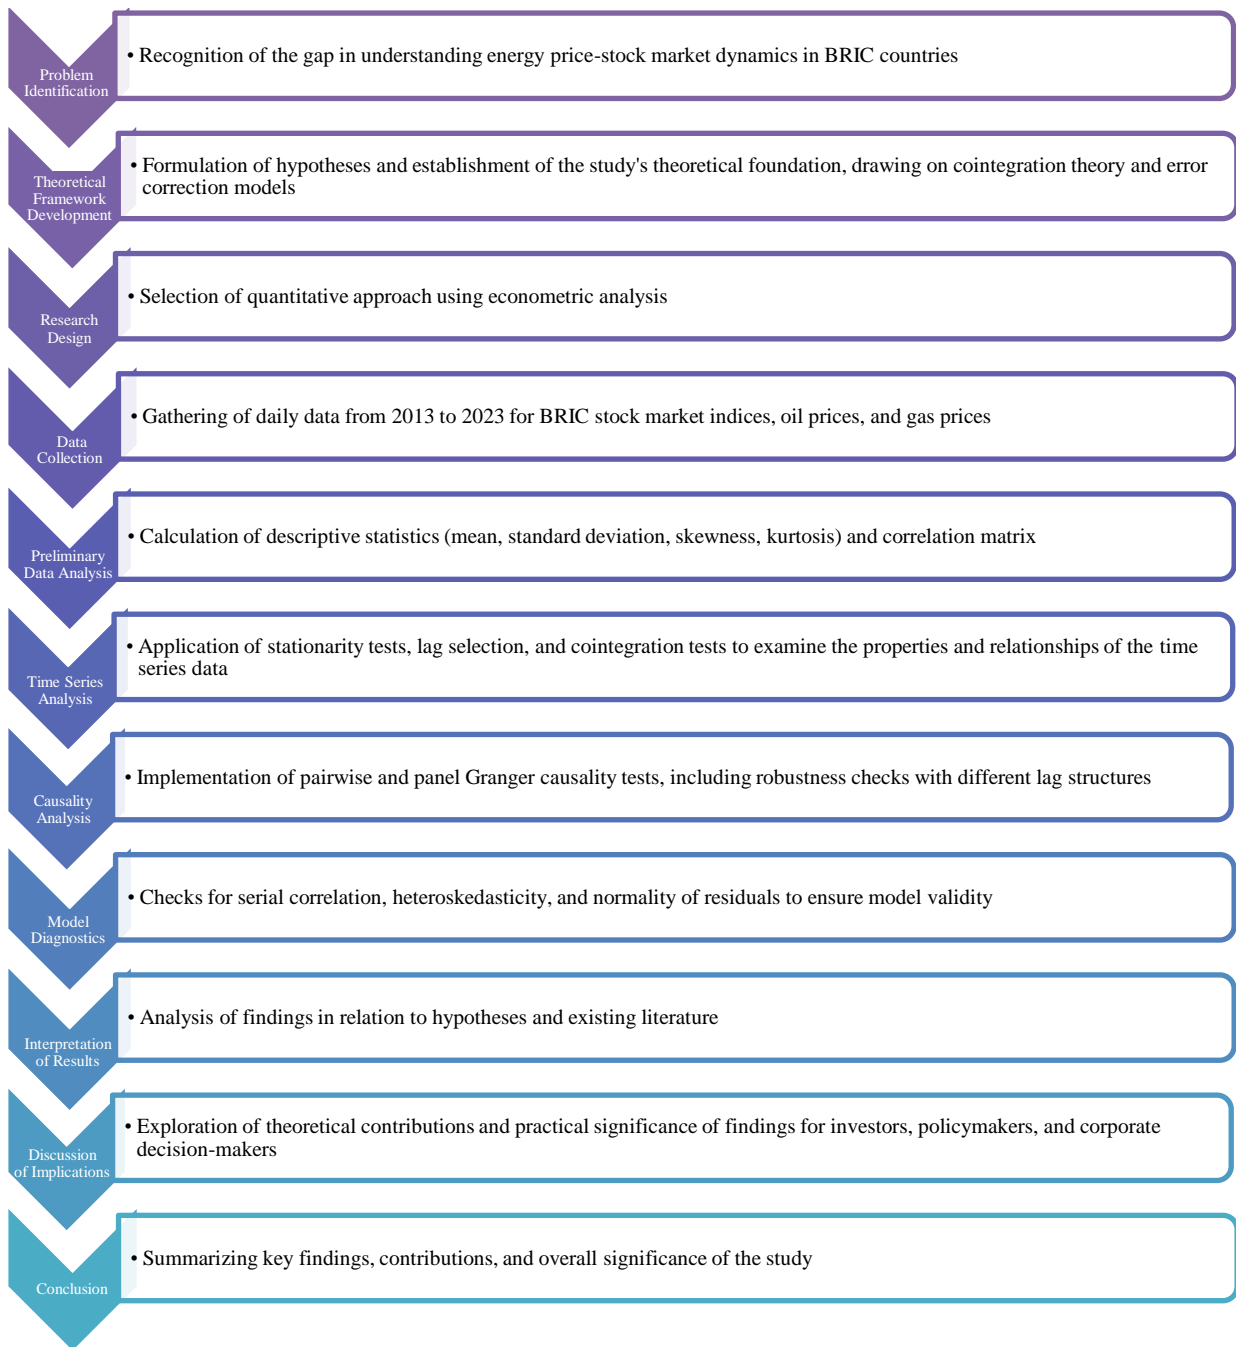 Problem
Identification
• Recognition of the gap in understanding energy price-stock market dynamics in BRIC countries
Theoretical
Framework
Development
• Formulation of hypotheses and establishment of the study's theoretical foundation, drawing on cointegration theory and error
correction models
Research
Design
• Selection of quantitative approach using econometric analysis
Data
Collection
• Gathering of daily data from 2013 to 2023 for BRIC stock market indices, oil prices, and gas prices
Preliminary
Data Analysis
• Calculation of descriptive statistics (mean, standard deviation, skewness, kurtosis) and correlation matrix
Time Series
Analysis
• Application of stationarity tests, lag selection, and cointegration tests to examine the properties and relationships of the time
series data
Causality
Analysis
• Implementation of pairwise and panel Granger causality tests, including robustness checks with different lag structures
Model
Diagnostics
• Checks for serial correlation, heteroskedasticity, and normality of residuals to ensure model validity
Interpretation
of Results
• Analysis of findings in relation to hypotheses and existing literature
Discussion
of Implications
• Exploration of theoretical contributions and practical significance of findings for investors, policymakers, and corporate
decision-makers
Conclusion
• Summarizing key findings, contributions, and overall significance of the study